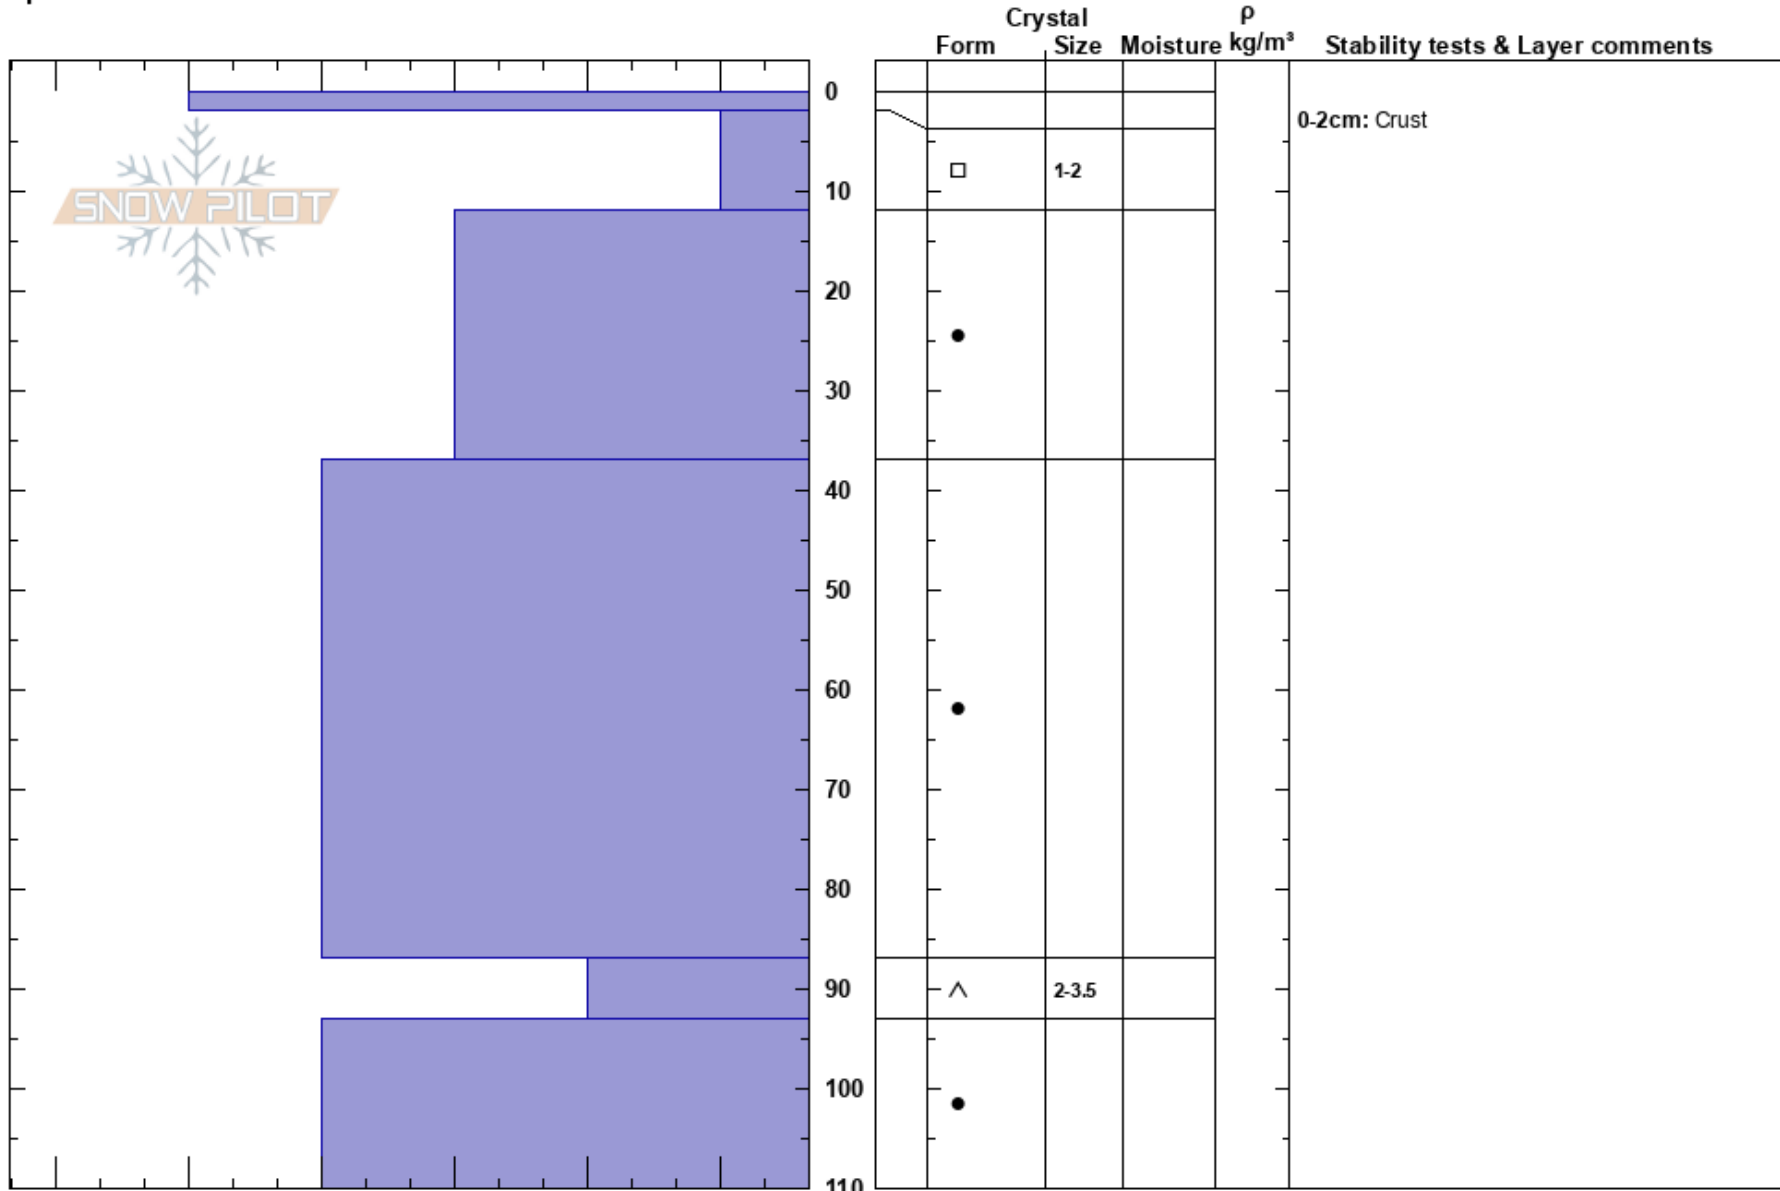 Crystal
ρ
Form Size Moisture kg/m³ Stability tests & Layer comments
0
0-2cm: Crust
1-2
10
SNOW PILOT
20
30
40
50
60
70
80
90
2-3.5
100
110